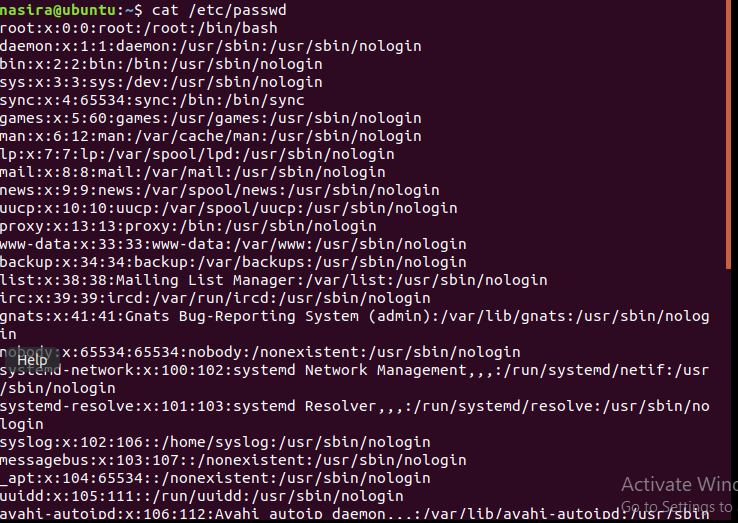 nasira@ubuntu:~$ cat /etc/passwd
root:x:0:0:root:/root:/bin/bash
daemon:x:1:1:daemon:/usr/sbin:/usr/sbin/nologin
bin:x:2:2:bin:/bin:/usr/sbin/nologin
sys:x:3:3:sys:/dev:/usr/sbin/nologin
sync:x:4:65534:sync:/bin:/bin/sync
games:x:5:60:games:/usr/games:/usr/sbin/nologin
man:x:6:12:man:/var/cache/man:/usr/sbin/nologin
lp:x:7:7:lp:/var/spool/lpd:/usr/sbin/nologin
mail:x:8:8:mail:/var/mail:/usr/sbin/nologin
news:x:9:9:news:/var/spool/news:/usr/sbin/nologin
uucp:x:10:10:uucp:/var/spool/uucp:/usr/sbin/nologin
proxy:x:13:13:proxy:/bin:/usr/sbin/nologin
www-data:x:33:33:www-data:/var/www:/usr/sbin/nologin
backup:x:34:34:backup:/var/backups:/usr/sbin/nologin
list:x:38:38:Mailing List Manager:/var/list:/usr/sbin/nologin
irc:x:39:39:ircd:/var/run/ircd:/usr/sbin/nologin
gnats:x:41:41:Gnats Bug-Reporting System (admin):/var/lib/gnats:/usr/sbin/nolog
in
nobody:x:65534:65534:nobody:/nonexistent:/usr/sbin/nologin
Help
systemd-network:x:100:102:systemd Network Management,,,:/run/systemd/netif:/usr
/sbin/nologin
systemd-resolve:x:101:103:systemd Resolver,,,:/run/systemd/resolve:/usr/sbin/no
login
syslog:x:102:106::/home/syslog:/usr/sbin/nologin
messagebus:x:103:107::/nonexistent:/usr/sbin/nologin
_apt:x:104:65534::/nonexistent:/usr/sbin/nologin
uuidd:x:105:111::/run/uuidd:/usr/sbin/nologin
avahi-autoipd:x:106:112:Avahi autoip daemon,,,:/var/lib/avahi-autoipd:/usr/sbin
Activate Wind
Go to Settings to